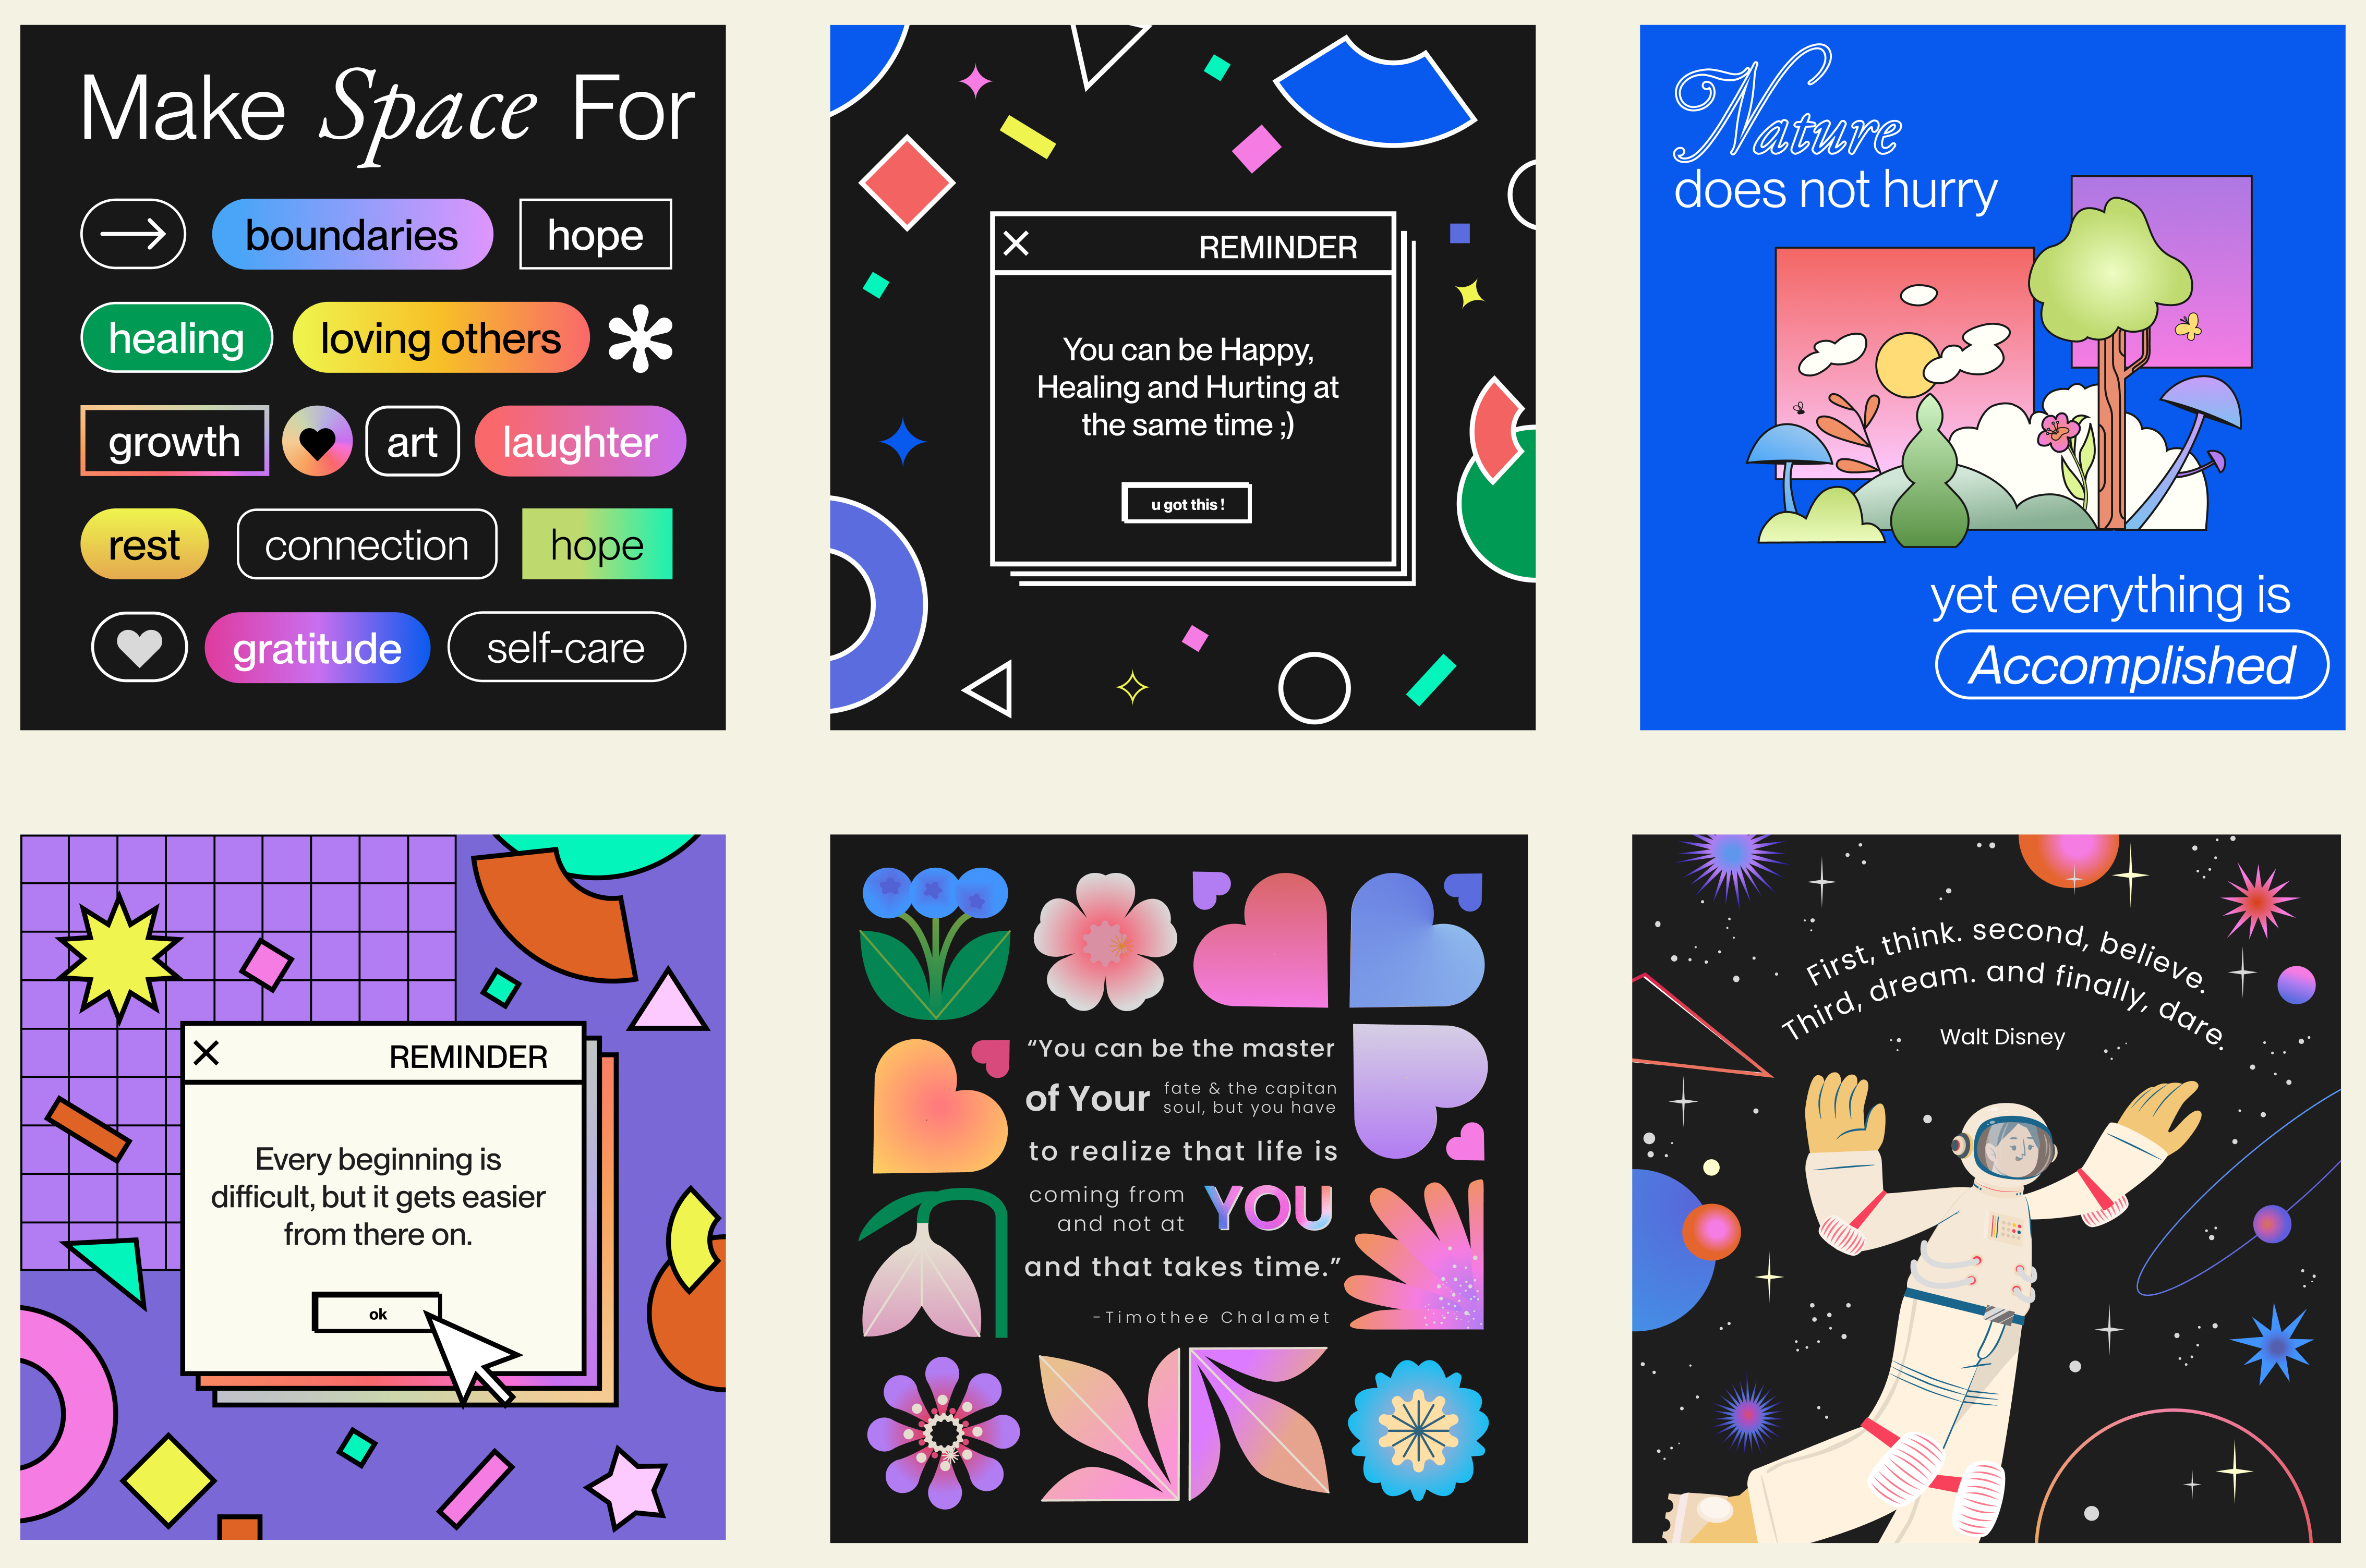 Make Space For
boundaries hope
healing loving others
growth art laughter
rest connection hope
gratitude self-care
REMINDER
You can be Happy,
Healing and Hurting at
the same time ;)
u got this !
Nature
does not hurry
yet everything is
Accomplished
REMINDER
Every beginning is
difficult, but it gets easier
from there on.
ok
“You can be the master
of Your fate & the capitan
soul, but you have
to realize that life is
coming from
and not at YOU
and that takes time.”
-Timothee Chalamet
First, think. second, believe.
Third, dream. and finally, dare.
Walt Disney